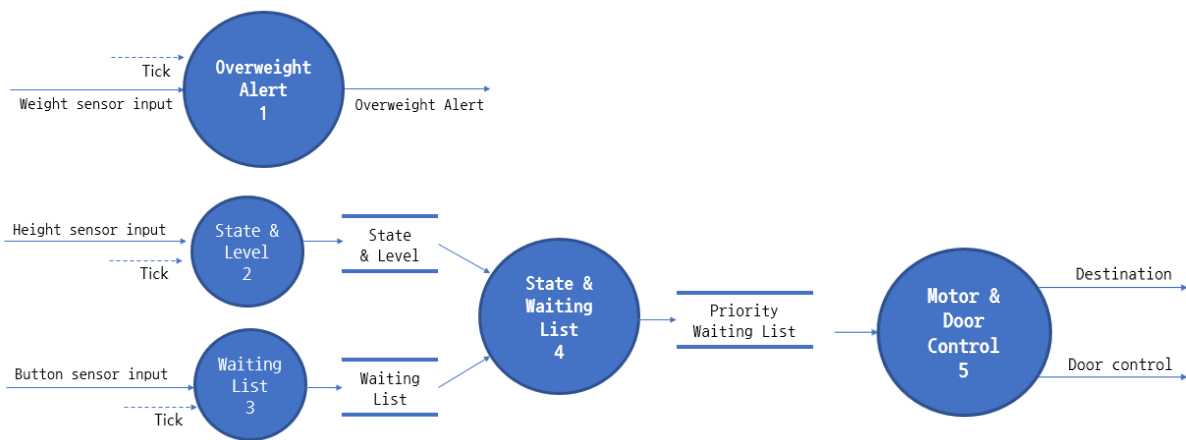 Tick
Weight sensor input
Overweight
Alert
1
Overweight Alert
Height sensor input
Tick
State &
Level
2
State
& Level
Button sensor input
Tick
Waiting
List
3
Waiting
List
State &
Waiting
List
4
Priority
Waiting List
Motor &
Door
Control
5
Destination
Door control